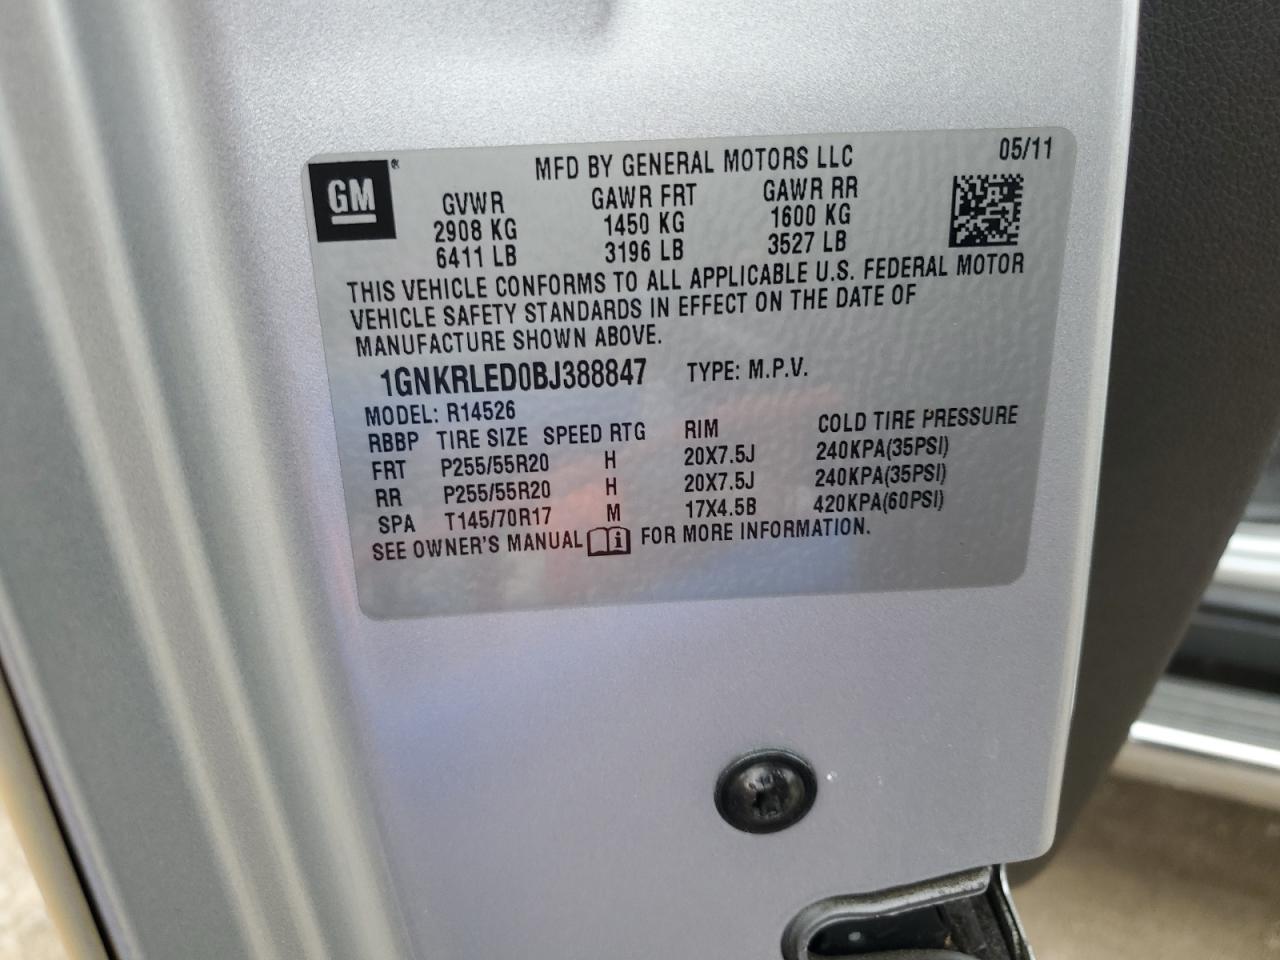 GM® MFD BY GENERAL MOTORS LLC 05/11
GVWR GAWR FRT GAWR RR
2908 KG 1450 KG 1600 KG
6411 LB 3196 LB 3527 LB
THIS VEHICLE CONFORMS TO ALL APPLICABLE U.S. FEDERAL MOTOR
VEHICLE SAFETY STANDARDS IN EFFECT ON THE DATE OF
MANUFACTURE SHOWN ABOVE.
1GNKRLED0BJ388847 TYPE: M.P.V.
MODEL: R14526
RBBP TIRE SIZE SPEED RTG RIM COLD TIRE PRESSURE
FRT P255/55R20 H 20X7.5J 240KPA(35PSI)
RR P255/55R20 H 20X7.5J 240KPA(35PSI)
SPA T145/70R17 M 17X4.5B 420KPA(60PSI)
SEE OWNER'S MANUAL i FOR MORE INFORMATION.